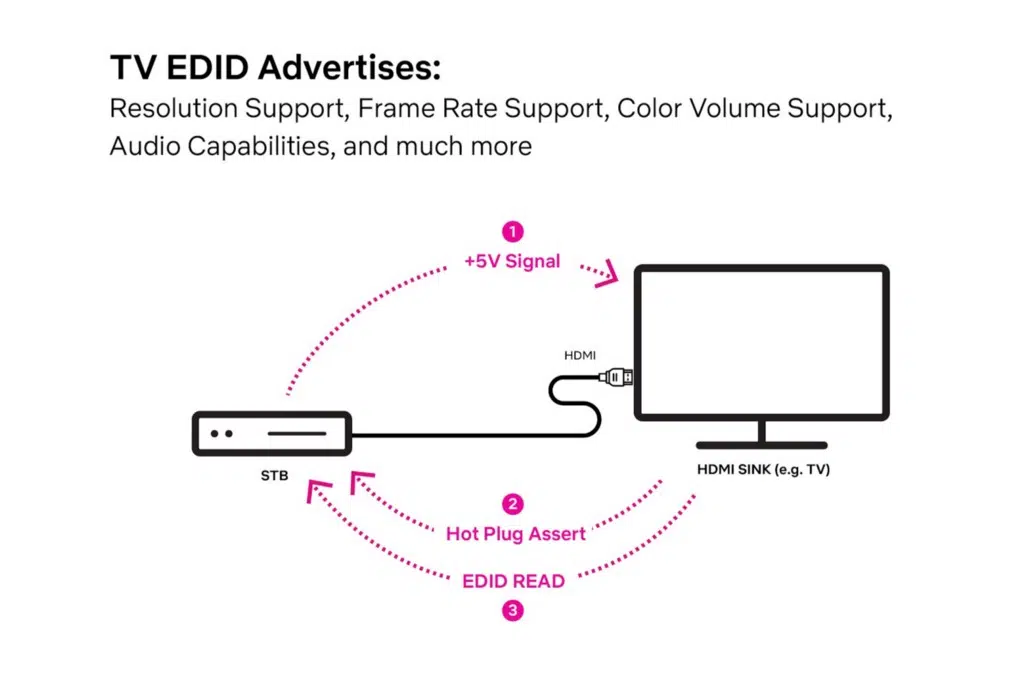 TV EDID Advertises:
Resolution Support, Frame Rate Support, Color Volume Support,
Audio Capabilities, and much more
1
+5V Signal
HDMI
STB
HDMI SINK (e.g. TV)
2
Hot Plug Assert
EDID READ
3